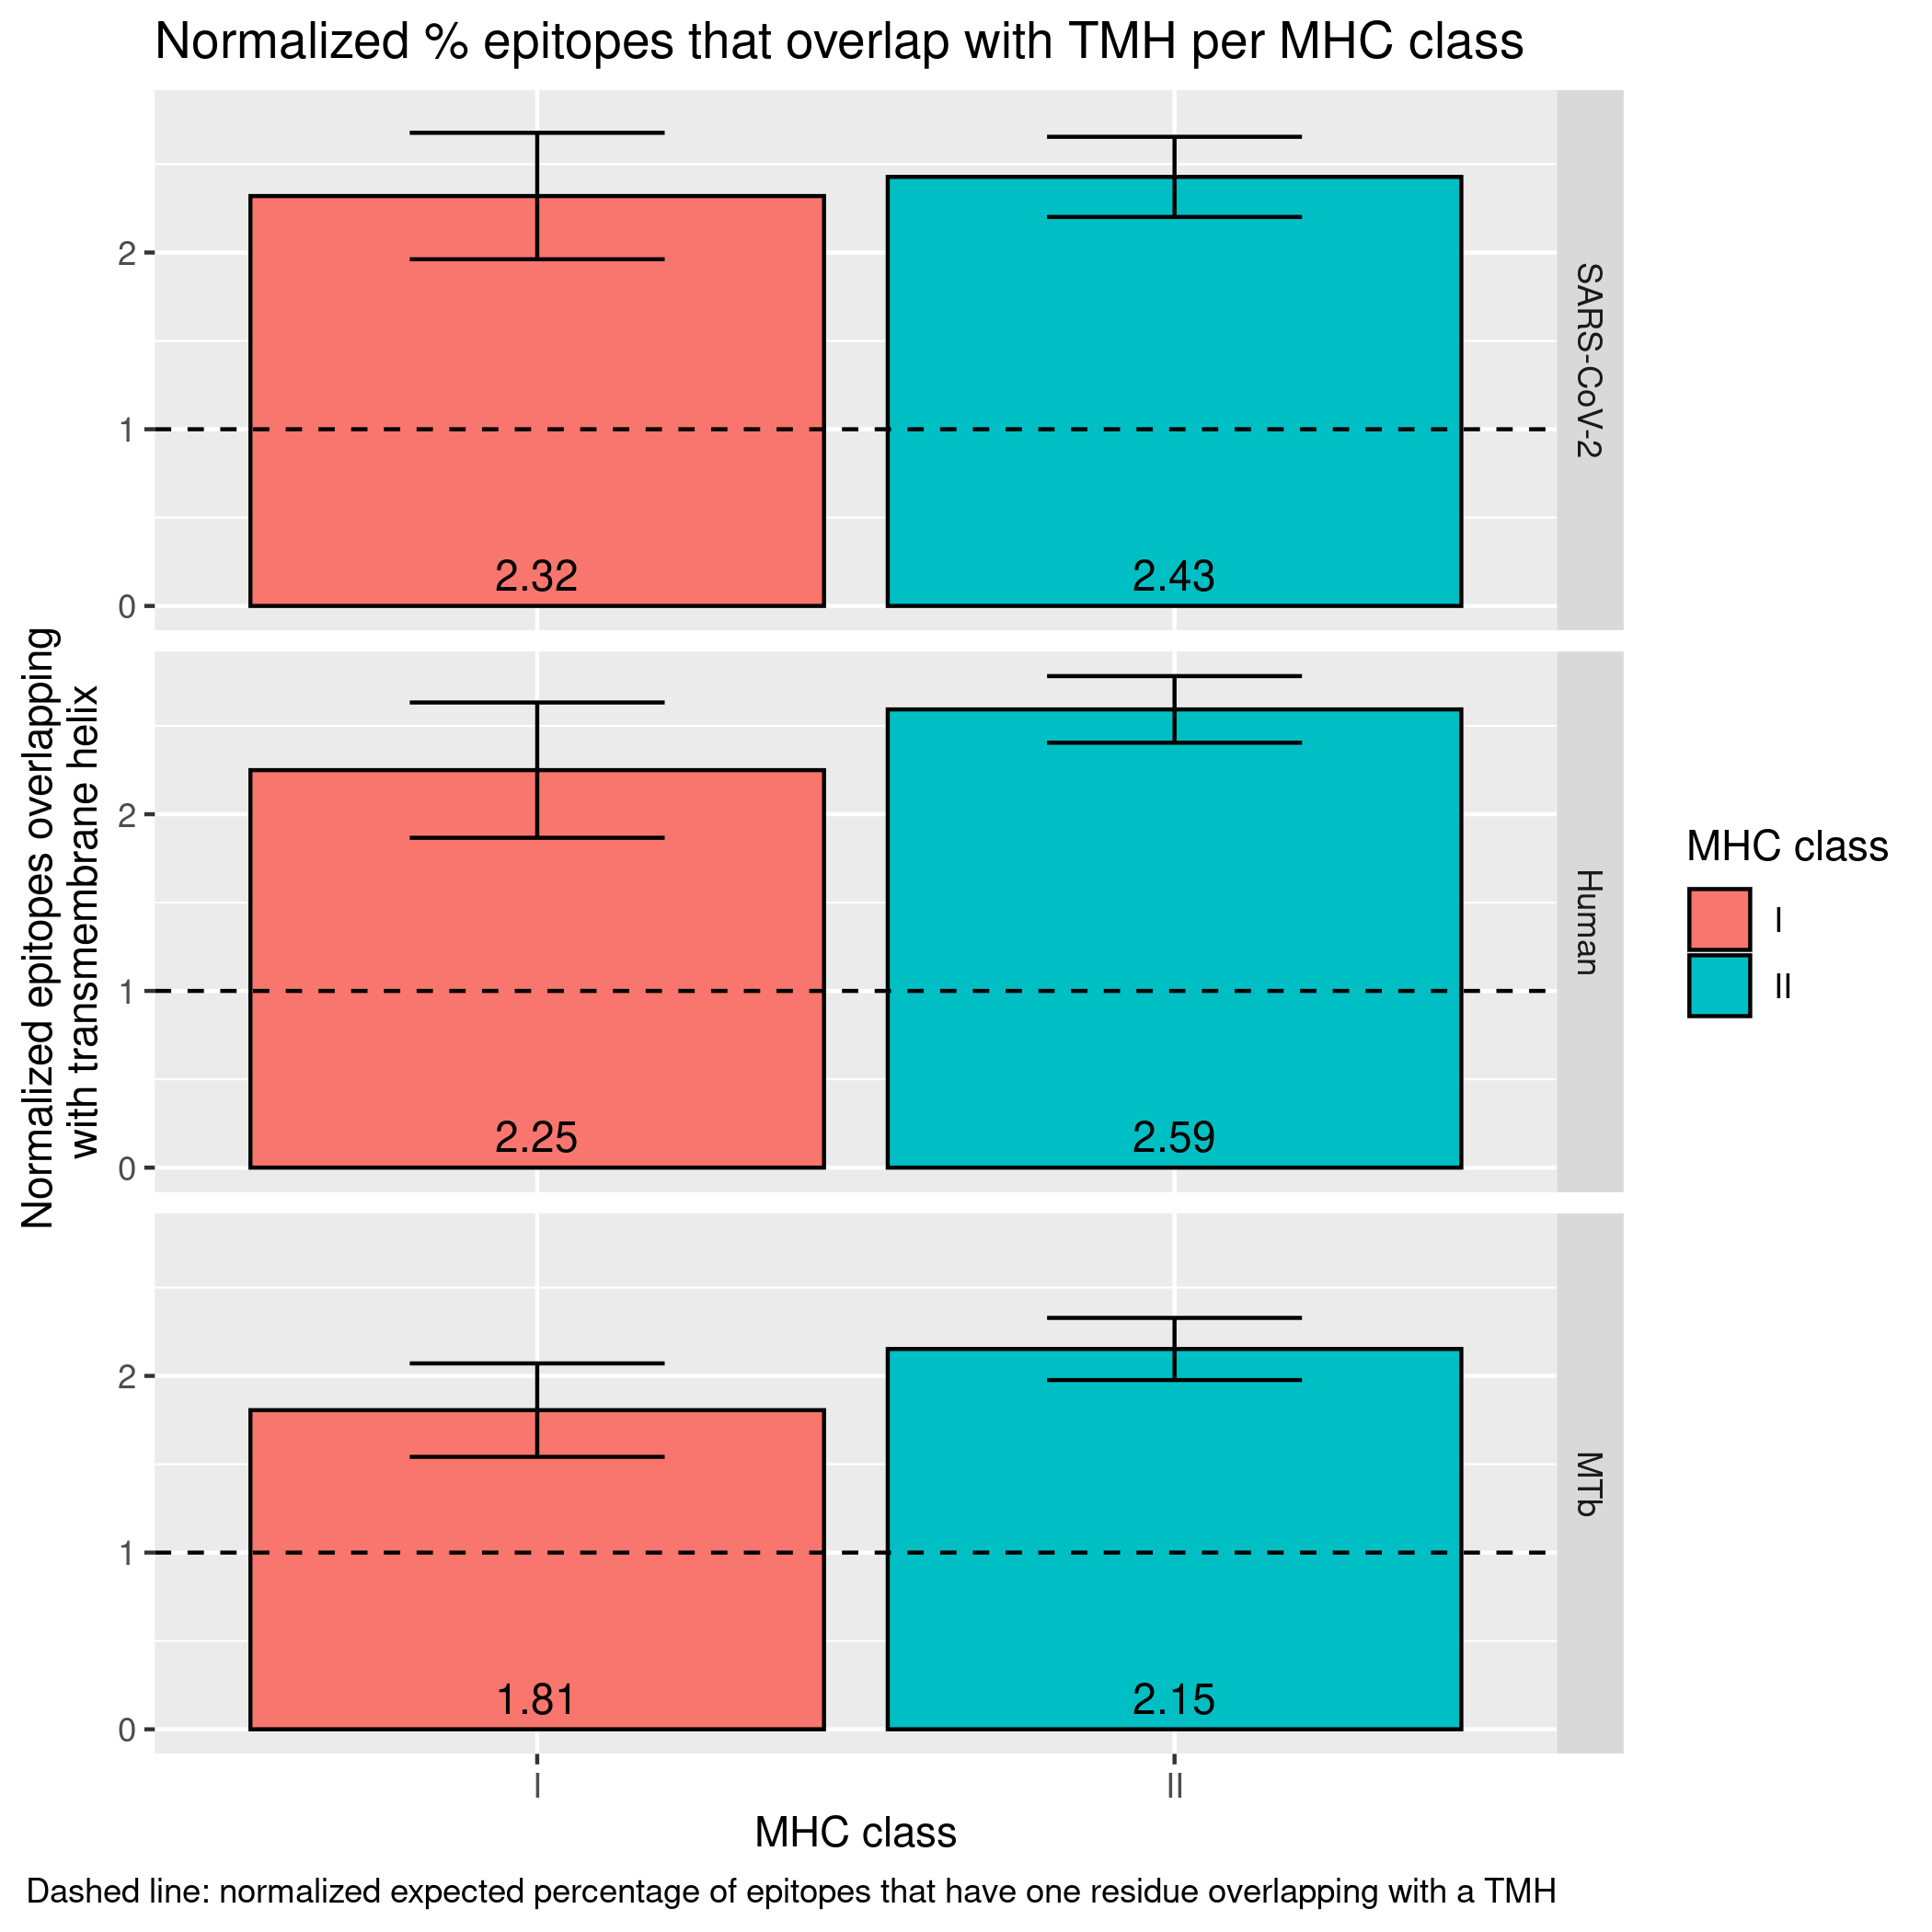 Normalized % epitopes that overlap with TMH per MHC class
Normalized epitopes overlapping
with transmembrane helix
2
1
0
2.32
2.43
SARS-CoV-2
2
1
0
2.25
2.59
Human
2
1
0
1.81
2.15
MTb
I
II
MHC class
MHC class
I
II
Dashed line: normalized expected percentage of epitopes that have one residue overlapping with a TMH